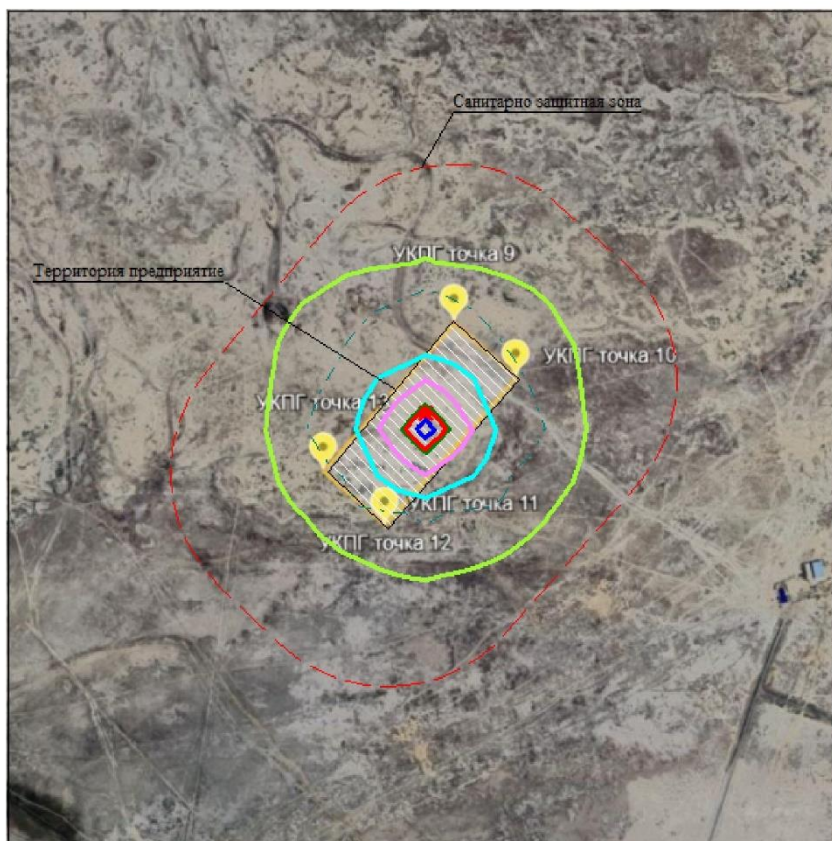 Санитарно защитная зона
УКПГ точка 9
Территория предприятие
УКПГ точка 10
УКПГ точка 13
УКПГ точка 11
УКПГ точка 12